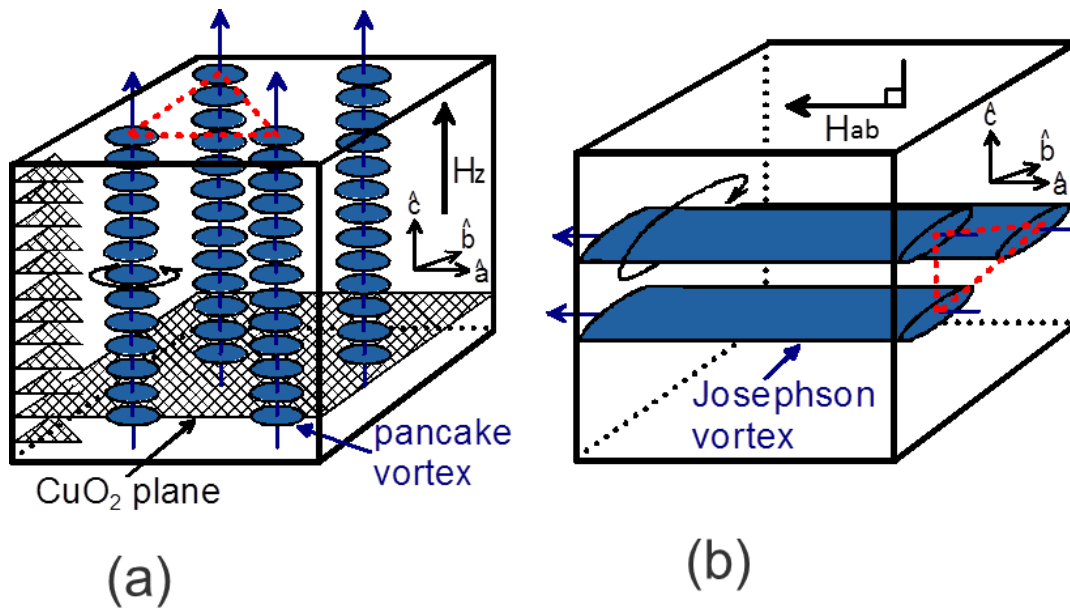 Hz
ĉ
b̂
â
pancake
vortex
CuO₂ plane
(a)
Hab
ĉ
b̂
â
Josephson
vortex
(b)